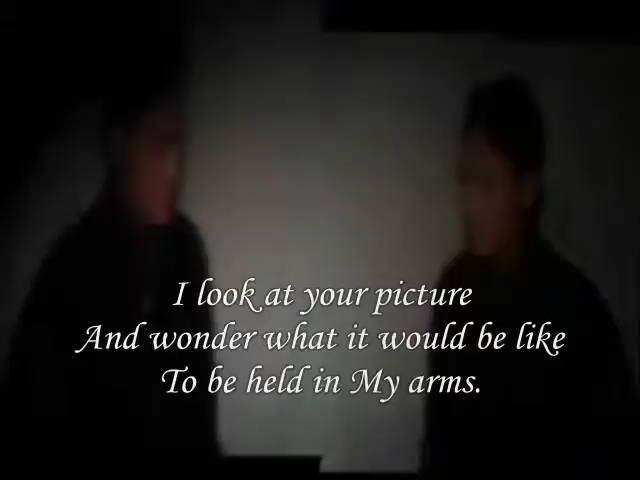 I look at your picture
And wonder what it would be like
To be held in My arms.